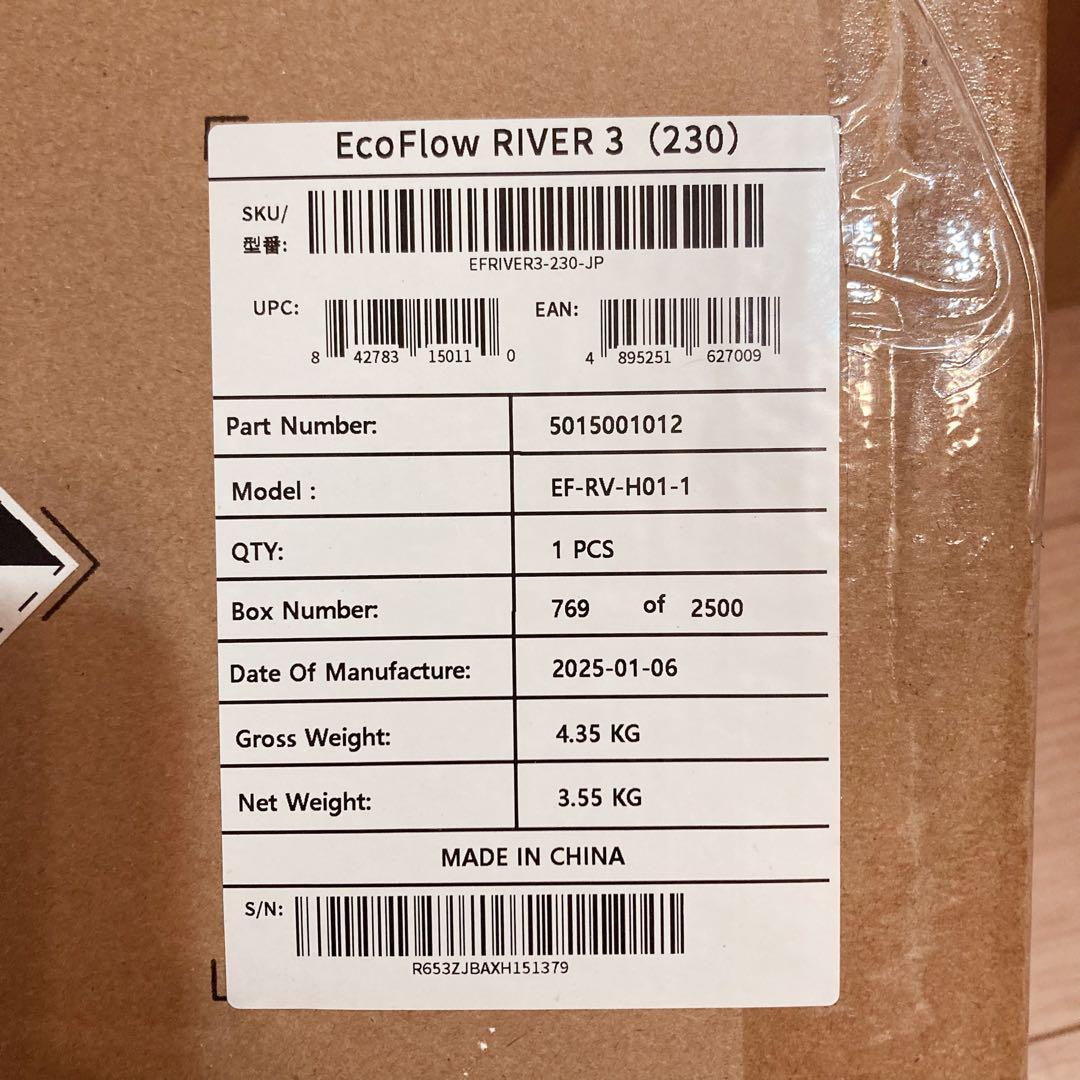 EcoFlow RIVER 3（230）
SKU/
型番:
EFRIVER3-230-JP
UPC: 8 42783 15011 0
EAN: 4 895251 627009
Part Number: 5015001012
Model : EF-RV-H01-1
QTY: 1 PCS
Box Number: 769 of 2500
Date Of Manufacture: 2025-01-06
Gross Weight: 4.35 KG
Net Weight: 3.55 KG
MADE IN CHINA
S/N:
R653ZJBAXH151379